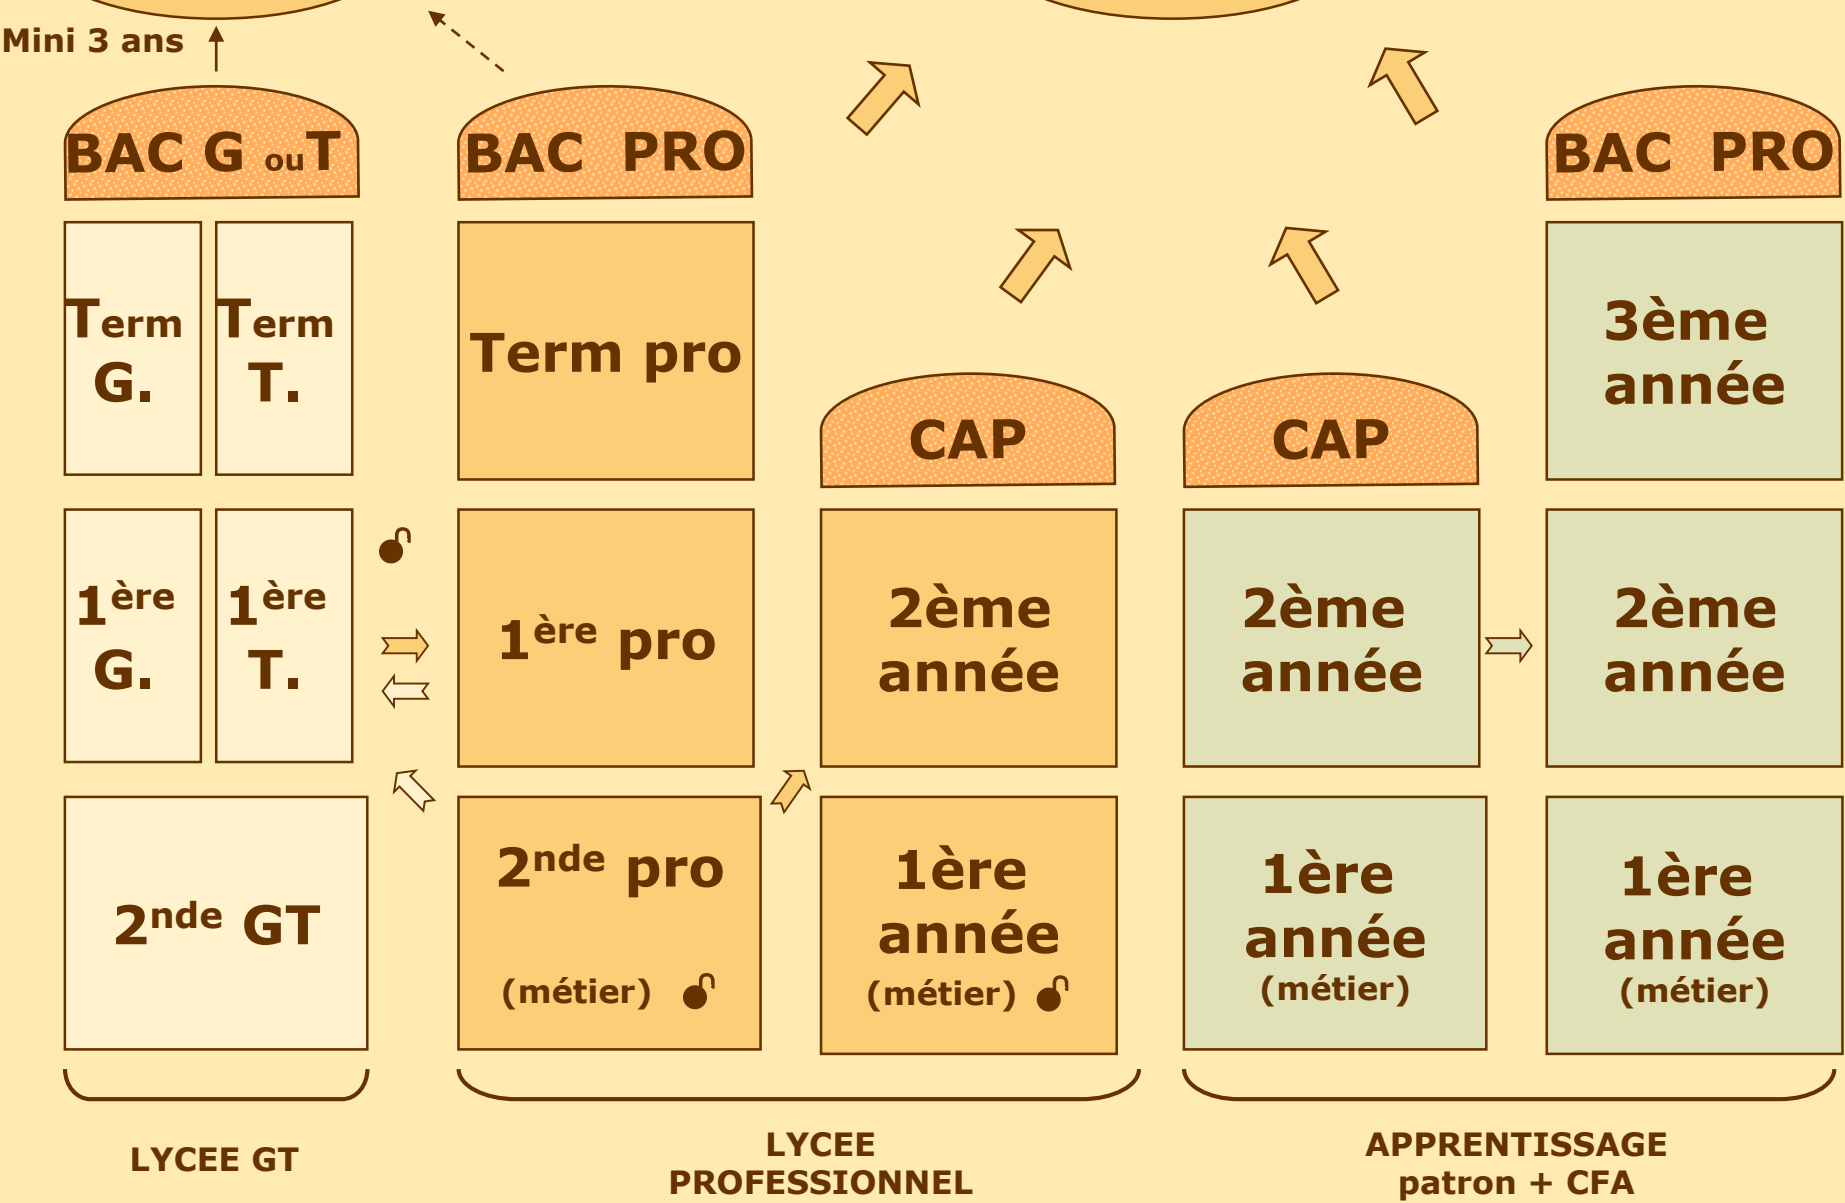 Mini 3 ans
BAC G ou T
BAC PRO
BAC PRO
Term
G.
Term
T.
Term pro
3ème
année
CAP
CAP
1ère
G.
1ère
T.
1ère pro
2ème
année
2ème
année
2ème
année
2nde GT
2nde pro
(métier)
1ère
année
(métier)
1ère
année
(métier)
1ère
année
(métier)
LYCEE GT
LYCEE
PROFESSIONNEL
APPRENTISSAGE
patron + CFA